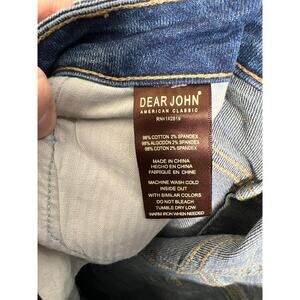 DEAR JOHN®
AMERICAN CLASSIC
RN#142919
98% COTTON 2% SPANDEX
98% ALGODON 2% SPANDEX
98% COTON 2% SPANDEX
MADE IN CHINA
HECHO EN CHINA
FABRIQUE EN CHINE
MACHINE WASH COLD
INSIDE OUT
WITH SIMILAR COLORS
DO NOT BLEACH
TUMBLE DRY LOW
WARM IRON WHEN NEEDED